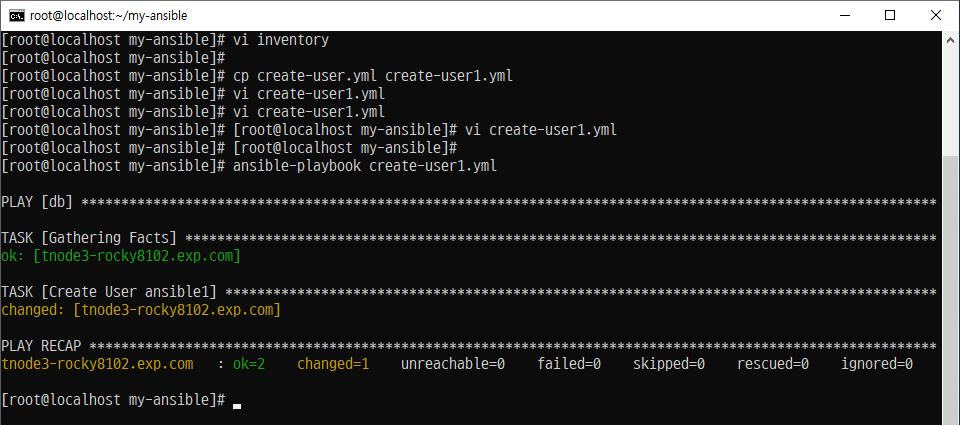 root@localhost:~/my-ansible
[root@localhost my-ansible]# vi inventory
[root@localhost my-ansible]#
[root@localhost my-ansible]# cp create-user.yml create-user1.yml
[root@localhost my-ansible]# vi create-user1.yml
[root@localhost my-ansible]# vi create-user1.yml
[root@localhost my-ansible]# [root@localhost my-ansible]# vi create-user1.yml
[root@localhost my-ansible]# [root@localhost my-ansible]#
[root@localhost my-ansible]# ansible-playbook create-user1.yml
PLAY [db] ***********************************************************************************************************
TASK [Gathering Facts] **********************************************************************************************
ok: [tnode3-rocky8102.exp.com]
TASK [Create User ansible1] *****************************************************************************************
changed: [tnode3-rocky8102.exp.com]
PLAY RECAP **********************************************************************************************************
tnode3-rocky8102.exp.com   : ok=2    changed=1    unreachable=0    failed=0    skipped=0    rescued=0    ignored=0
[root@localhost my-ansible]#